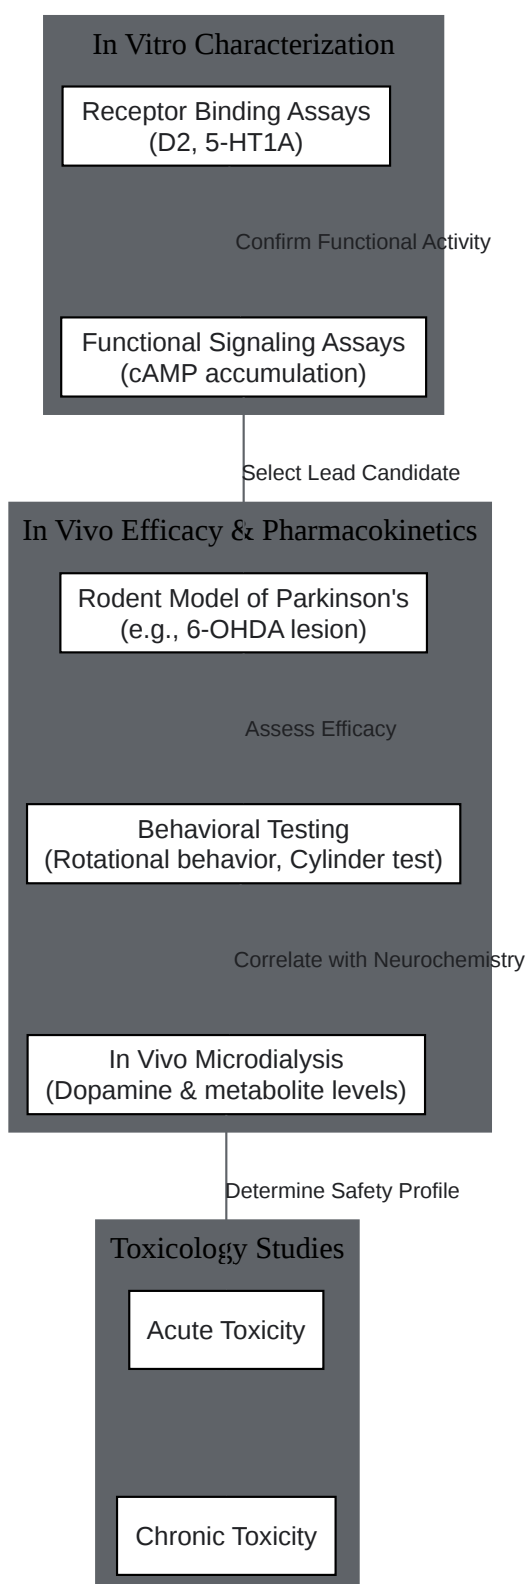 In Vitro Characterization
Receptor Binding Assays
(D2, 5-HT1A)
Confirm Functional Activity
Functional Signaling Assays
(cAMP accumulation)
Select Lead Candidate
In Vivo Efficacy & Pharmacokinetics
Rodent Model of Parkinson's
(e.g., 6-OHDA lesion)
Assess Efficacy
Behavioral Testing
(Rotational behavior, Cylinder test)
Correlate with Neurochemistry
In Vivo Microdialysis
(Dopamine & metabolite levels)
Determine Safety Profile
Toxicology Studies
Acute Toxicity
Chronic Toxicity